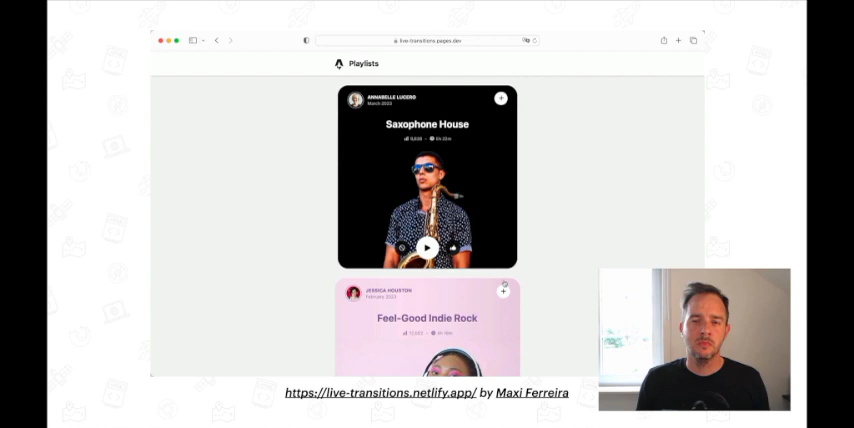 live-transitions.pages.dev
Playlists
ANNABELLE LUCERO
March 2023
Saxophone House
JESSICA HOUSTON
February 2023
Feel-Good Indie Rock
https://live-transitions.netlify.app/ by Maxi Ferreira